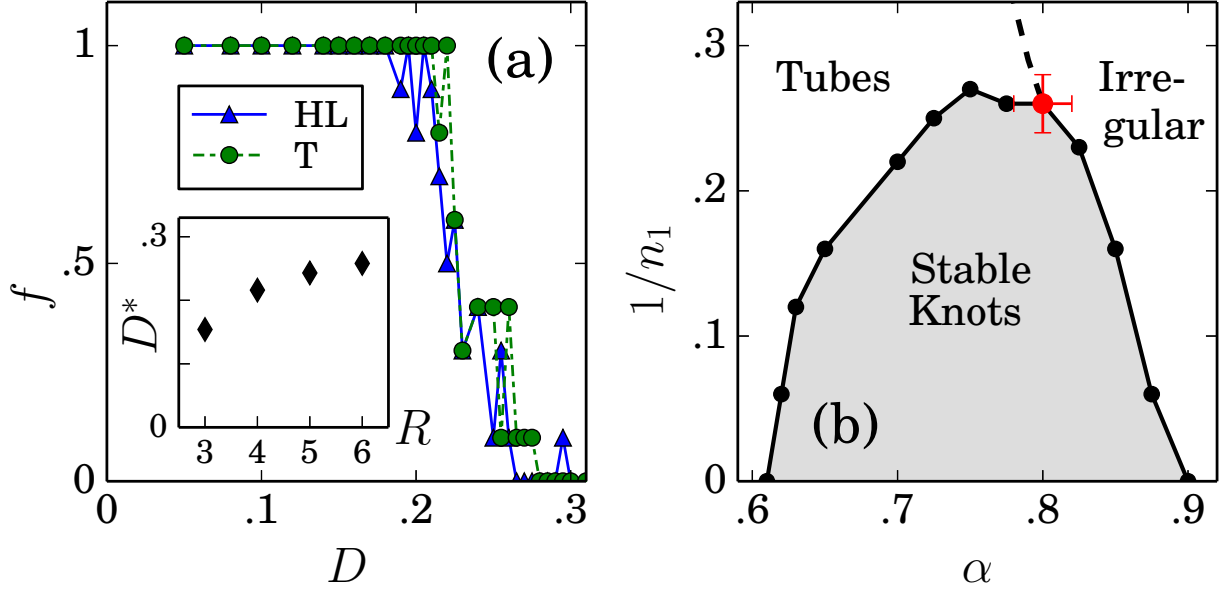 (a)
1
.5
0
f
HL
T
.3
0
D*
3 4 5 6
R
0 .1 .2 .3
D
.3
.2
.1
0
1/n₁
Tubes
Irre-
gular
Stable
Knots
(b)
.6 .7 .8 .9
α